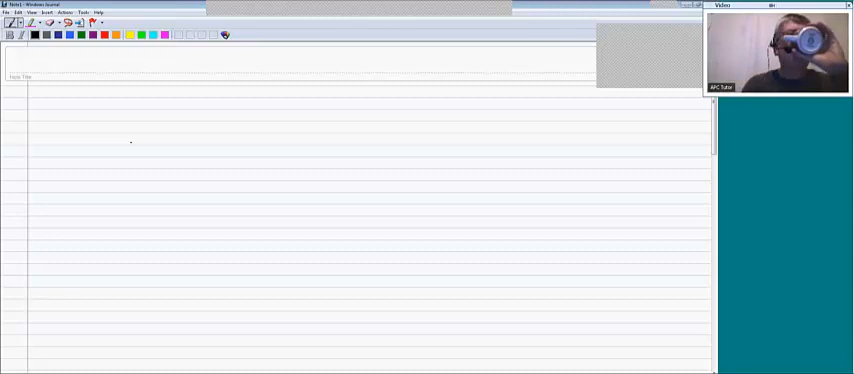 Note1 - Windows Journal
File Edit View Insert Actions Tools Help
Note Title
Video
APC Tutor